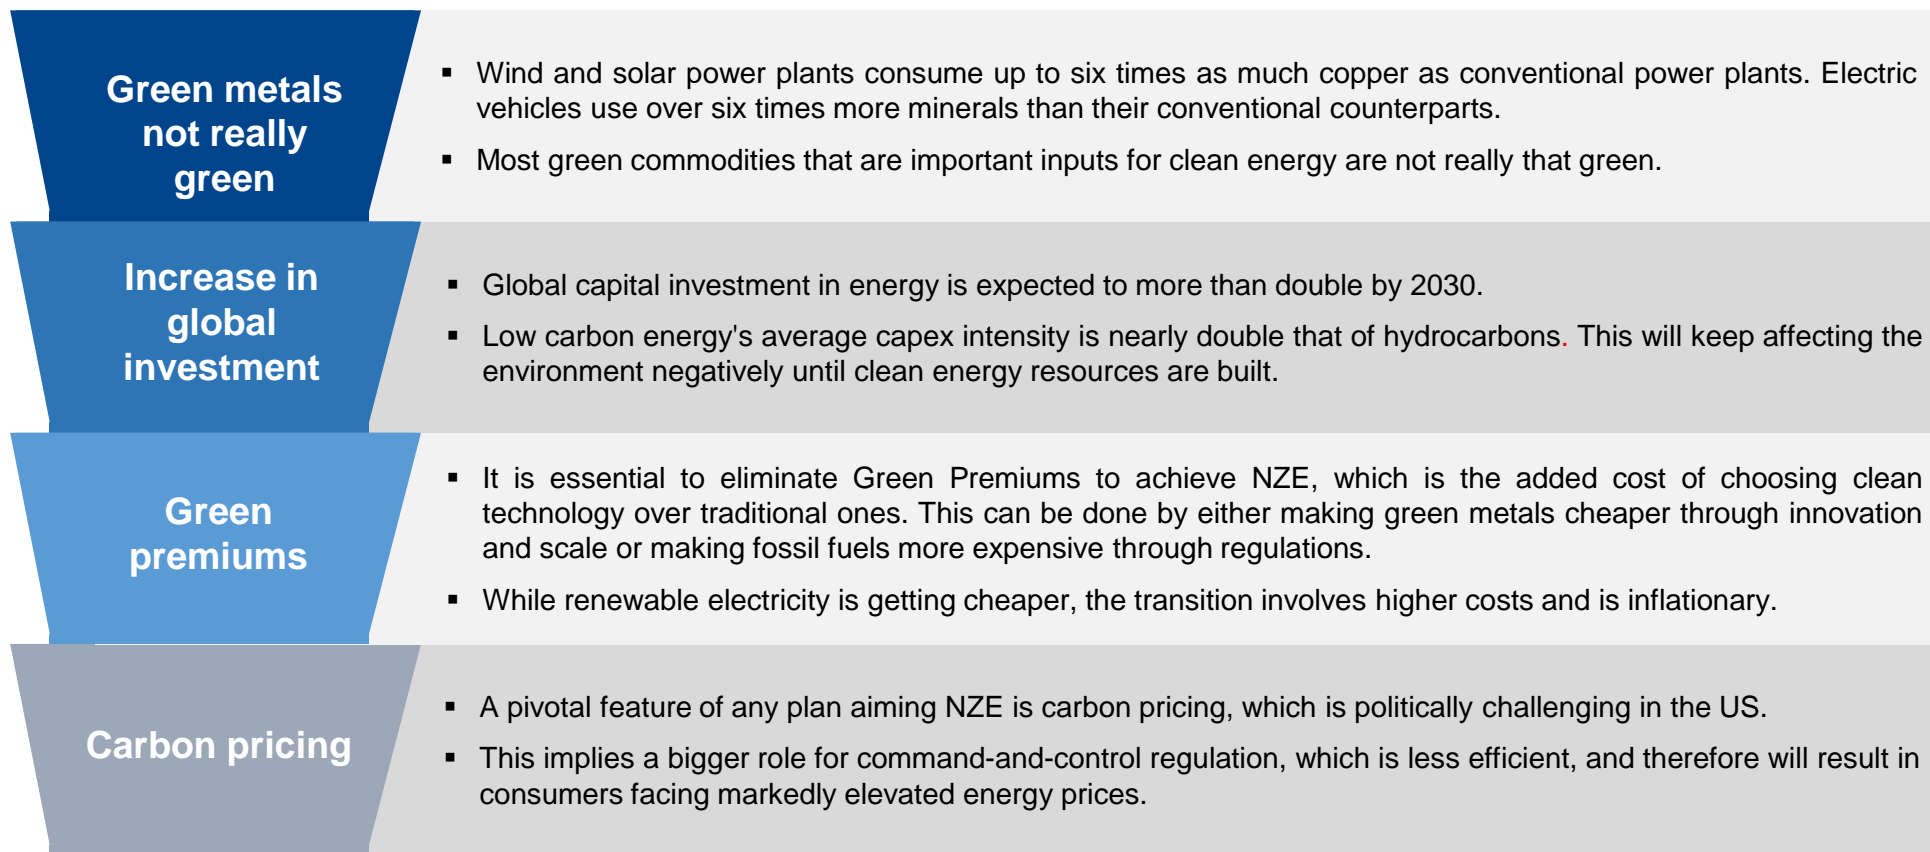 Green metals
not really
green
▪ Wind and solar power plants consume up to six times as much copper as conventional power plants. Electric
vehicles use over six times more minerals than their conventional counterparts.
▪ Most green commodities that are important inputs for clean energy are not really that green.
Increase in
global
investment
▪ Global capital investment in energy is expected to more than double by 2030.
▪ Low carbon energy's average capex intensity is nearly double that of hydrocarbons. This will keep affecting the
environment negatively until clean energy resources are built.
Green
premiums
▪ It is essential to eliminate Green Premiums to achieve NZE, which is the added cost of choosing clean
technology over traditional ones. This can be done by either making green metals cheaper through innovation
and scale or making fossil fuels more expensive through regulations.
▪ While renewable electricity is getting cheaper, the transition involves higher costs and is inflationary.
Carbon pricing
▪ A pivotal feature of any plan aiming NZE is carbon pricing, which is politically challenging in the US.
▪ This implies a bigger role for command-and-control regulation, which is less efficient, and therefore will result in
consumers facing markedly elevated energy prices.